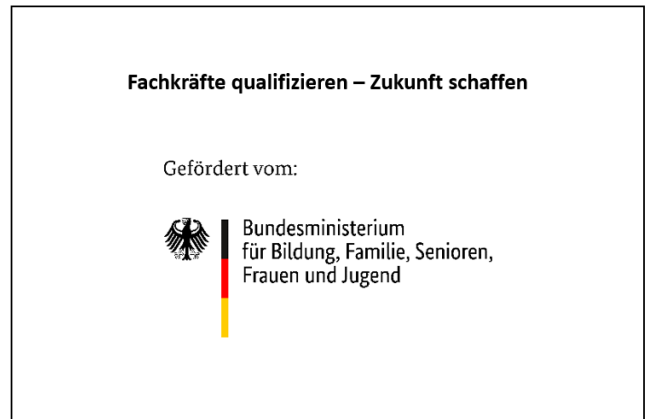 Fachkräfte qualifizieren – Zukunft schaffen
Gefördert vom:
Bundesministerium
für Bildung, Familie, Senioren,
Frauen und Jugend